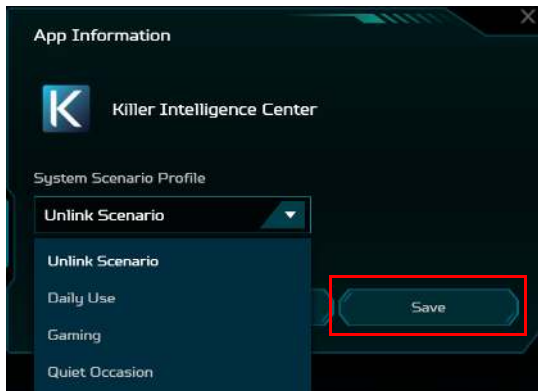 App Information
K
Killer Intelligence Center
System Scenario Profile
Unlink Scenario
Unlink Scenario
Daily Use
Gaming
Quiet Occasion
Save